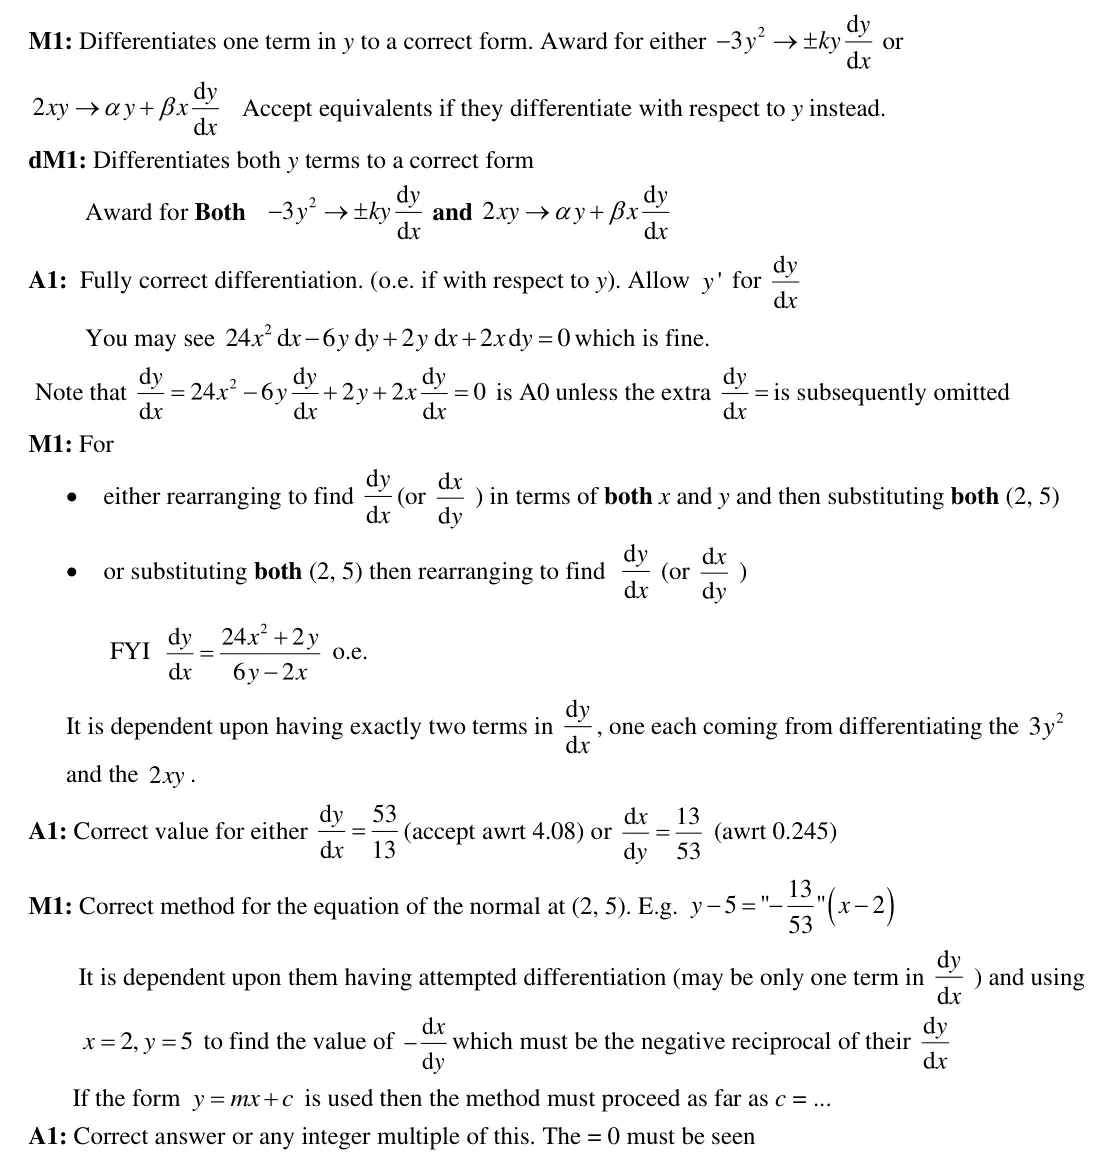 M1: Differentiates one term in y to a correct form. Award for either −3y² → ±ky dy/dx or
2xy → αy + βx dy/dx Accept equivalents if they differentiate with respect to y instead.
dM1: Differentiates both y terms to a correct form
Award for Both −3y² → ±ky dy/dx and 2xy → αy + βx dy/dx
A1: Fully correct differentiation. (o.e. if with respect to y). Allow y' for dy/dx
You may see 24x² dx − 6y dy + 2y dx + 2x dy = 0 which is fine.
Note that dy/dx = 24x² − 6y dy/dx + 2y + 2x dy/dx = 0 is A0 unless the extra dy/dx = is subsequently omitted
M1: For
• either rearranging to find dy/dx (or dx/dy ) in terms of both x and y and then substituting both (2, 5)
• or substituting both (2, 5) then rearranging to find dy/dx (or dx/dy )
FYI dy/dx = (24x² + 2y)/(6y − 2x) o.e.
It is dependent upon having exactly two terms in dy/dx, one each coming from differentiating the 3y²
and the 2xy.
A1: Correct value for either dy/dx = 53/13 (accept awrt 4.08) or dx/dy = 13/53 (awrt 0.245)
M1: Correct method for the equation of the normal at (2, 5). E.g. y − 5 = "−13/53"(x − 2)
It is dependent upon them having attempted differentiation (may be only one term in dy/dx ) and using
x = 2, y = 5 to find the value of −dx/dy which must be the negative reciprocal of their dy/dx
If the form y = mx + c is used then the method must proceed as far as c = ...
A1: Correct answer or any integer multiple of this. The = 0 must be seen